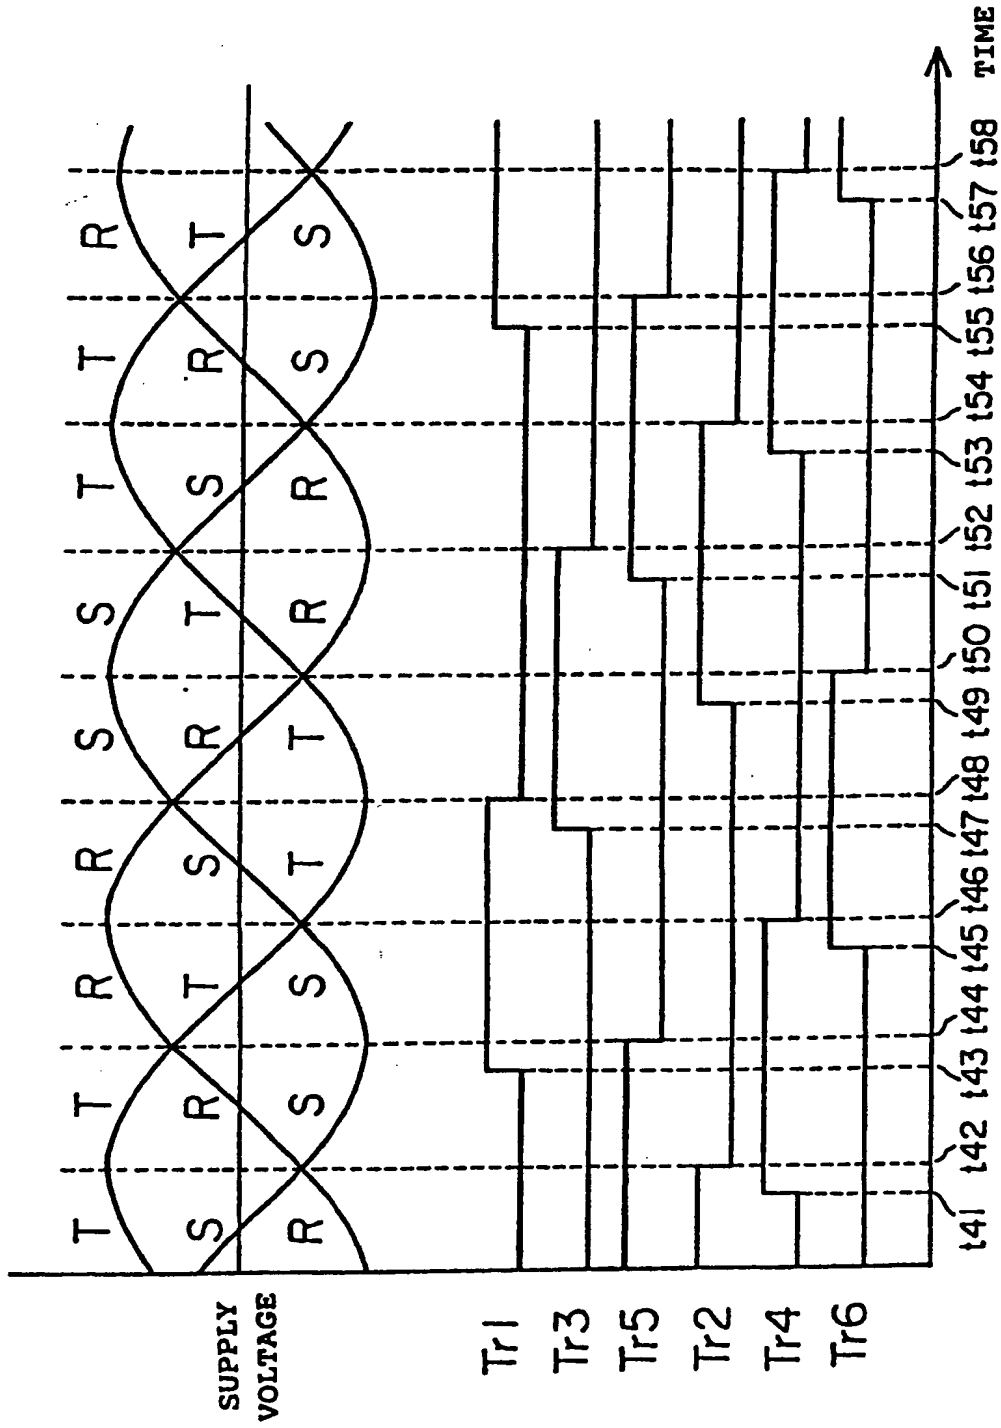 T T R R S S T T R
S R T S R T S R T
R S S T T R R S S
SUPPLY
VOLTAGE
Tr1
Tr3
Tr5
Tr2
Tr4
Tr6
t41 t42 t43 t44 t45 t46 t47 t48 t49 t50 t51 t52 t53 t54 t55 t56 t57 t58
TIME